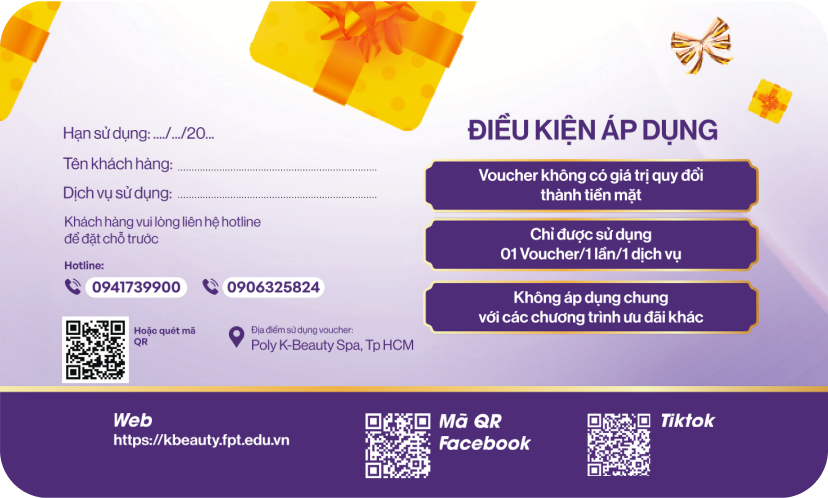 Hạn sử dụng: ..../.../20...
Tên khách hàng: ........................................................
Dịch vụ sử dụng: ........................................................
Khách hàng vui lòng liên hệ hotline
để đặt chỗ trước
Hotline:
0941739900 0906325824
Hoặc quét mã
QR
Địa điểm sử dụng voucher:
Poly K-Beauty Spa, Tp HCM
ĐIỀU KIỆN ÁP DỤNG
Voucher không có giá trị quy đổi
thành tiền mặt
Chỉ được sử dụng
01 Voucher/1 lần/1 dịch vụ
Không áp dụng chung
với các chương trình ưu đãi khác
Web
https://kbeauty.fpt.edu.vn
Mã QR
Facebook
Tiktok